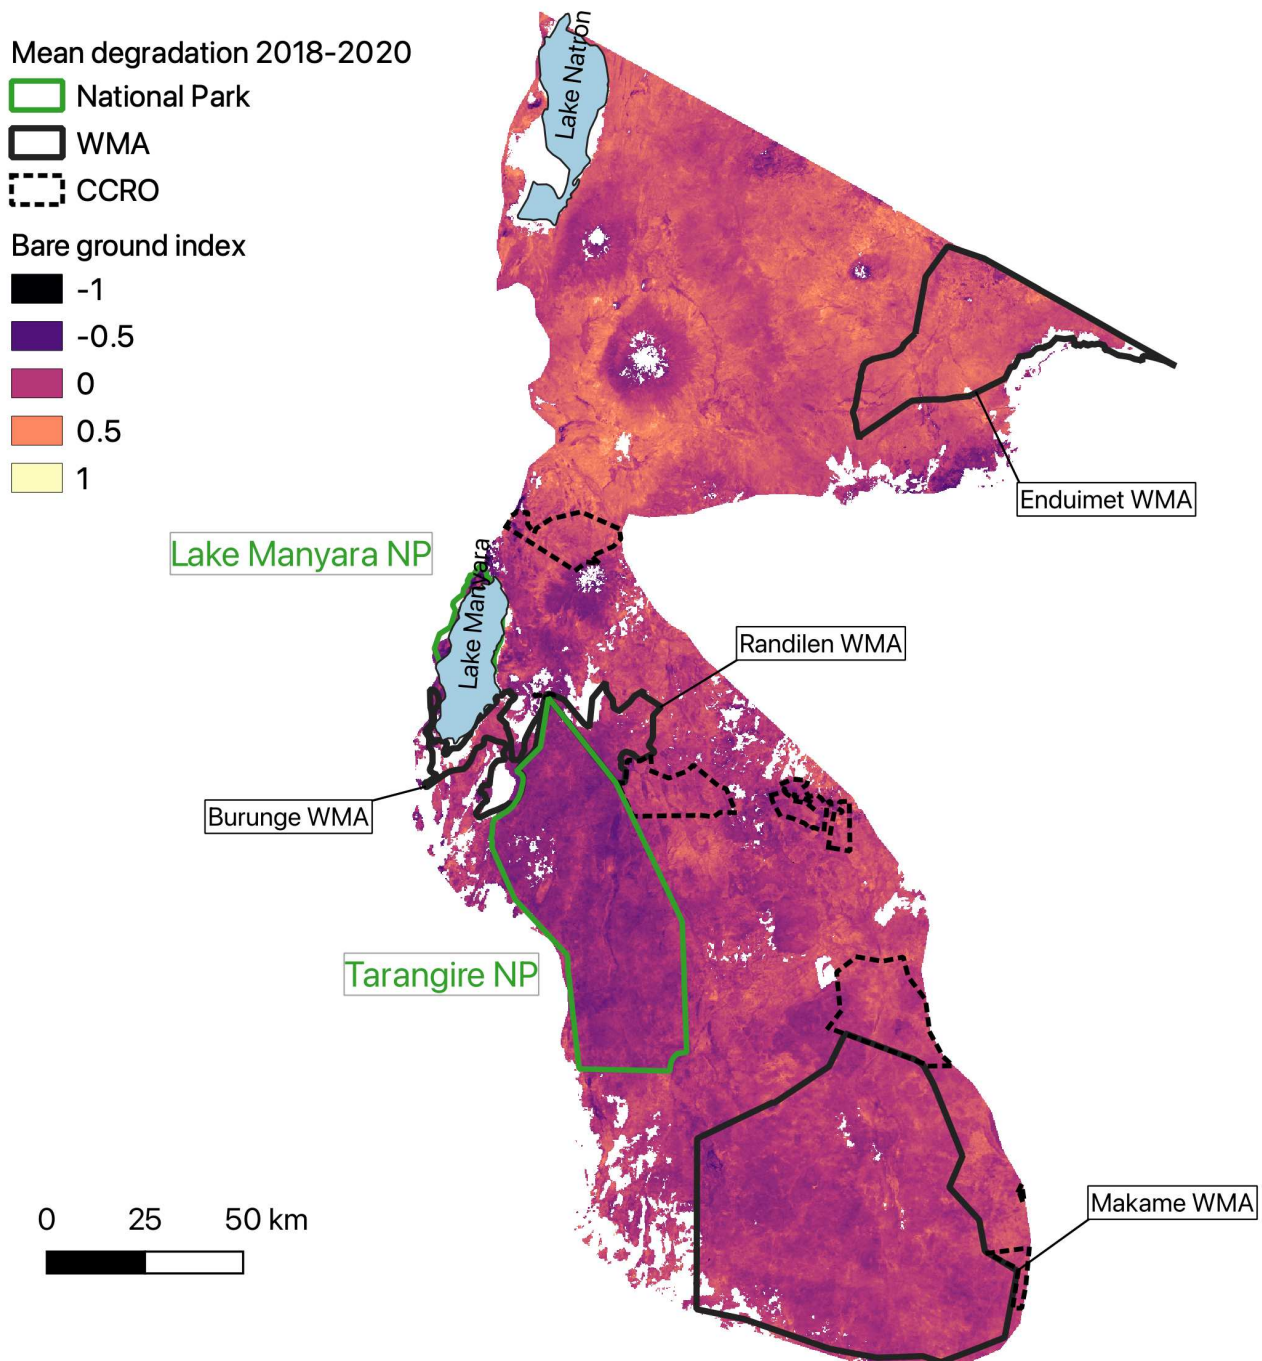 Mean degradation 2018-2020
National Park
WMA
CCRO
Bare ground index
-1
-0.5
0
0.5
1
Lake Natron
Enduimet WMA
Lake Manyara NP
Lake Manyara
Randilen WMA
Burunge WMA
Tarangire NP
Makame WMA
0 25 50 km